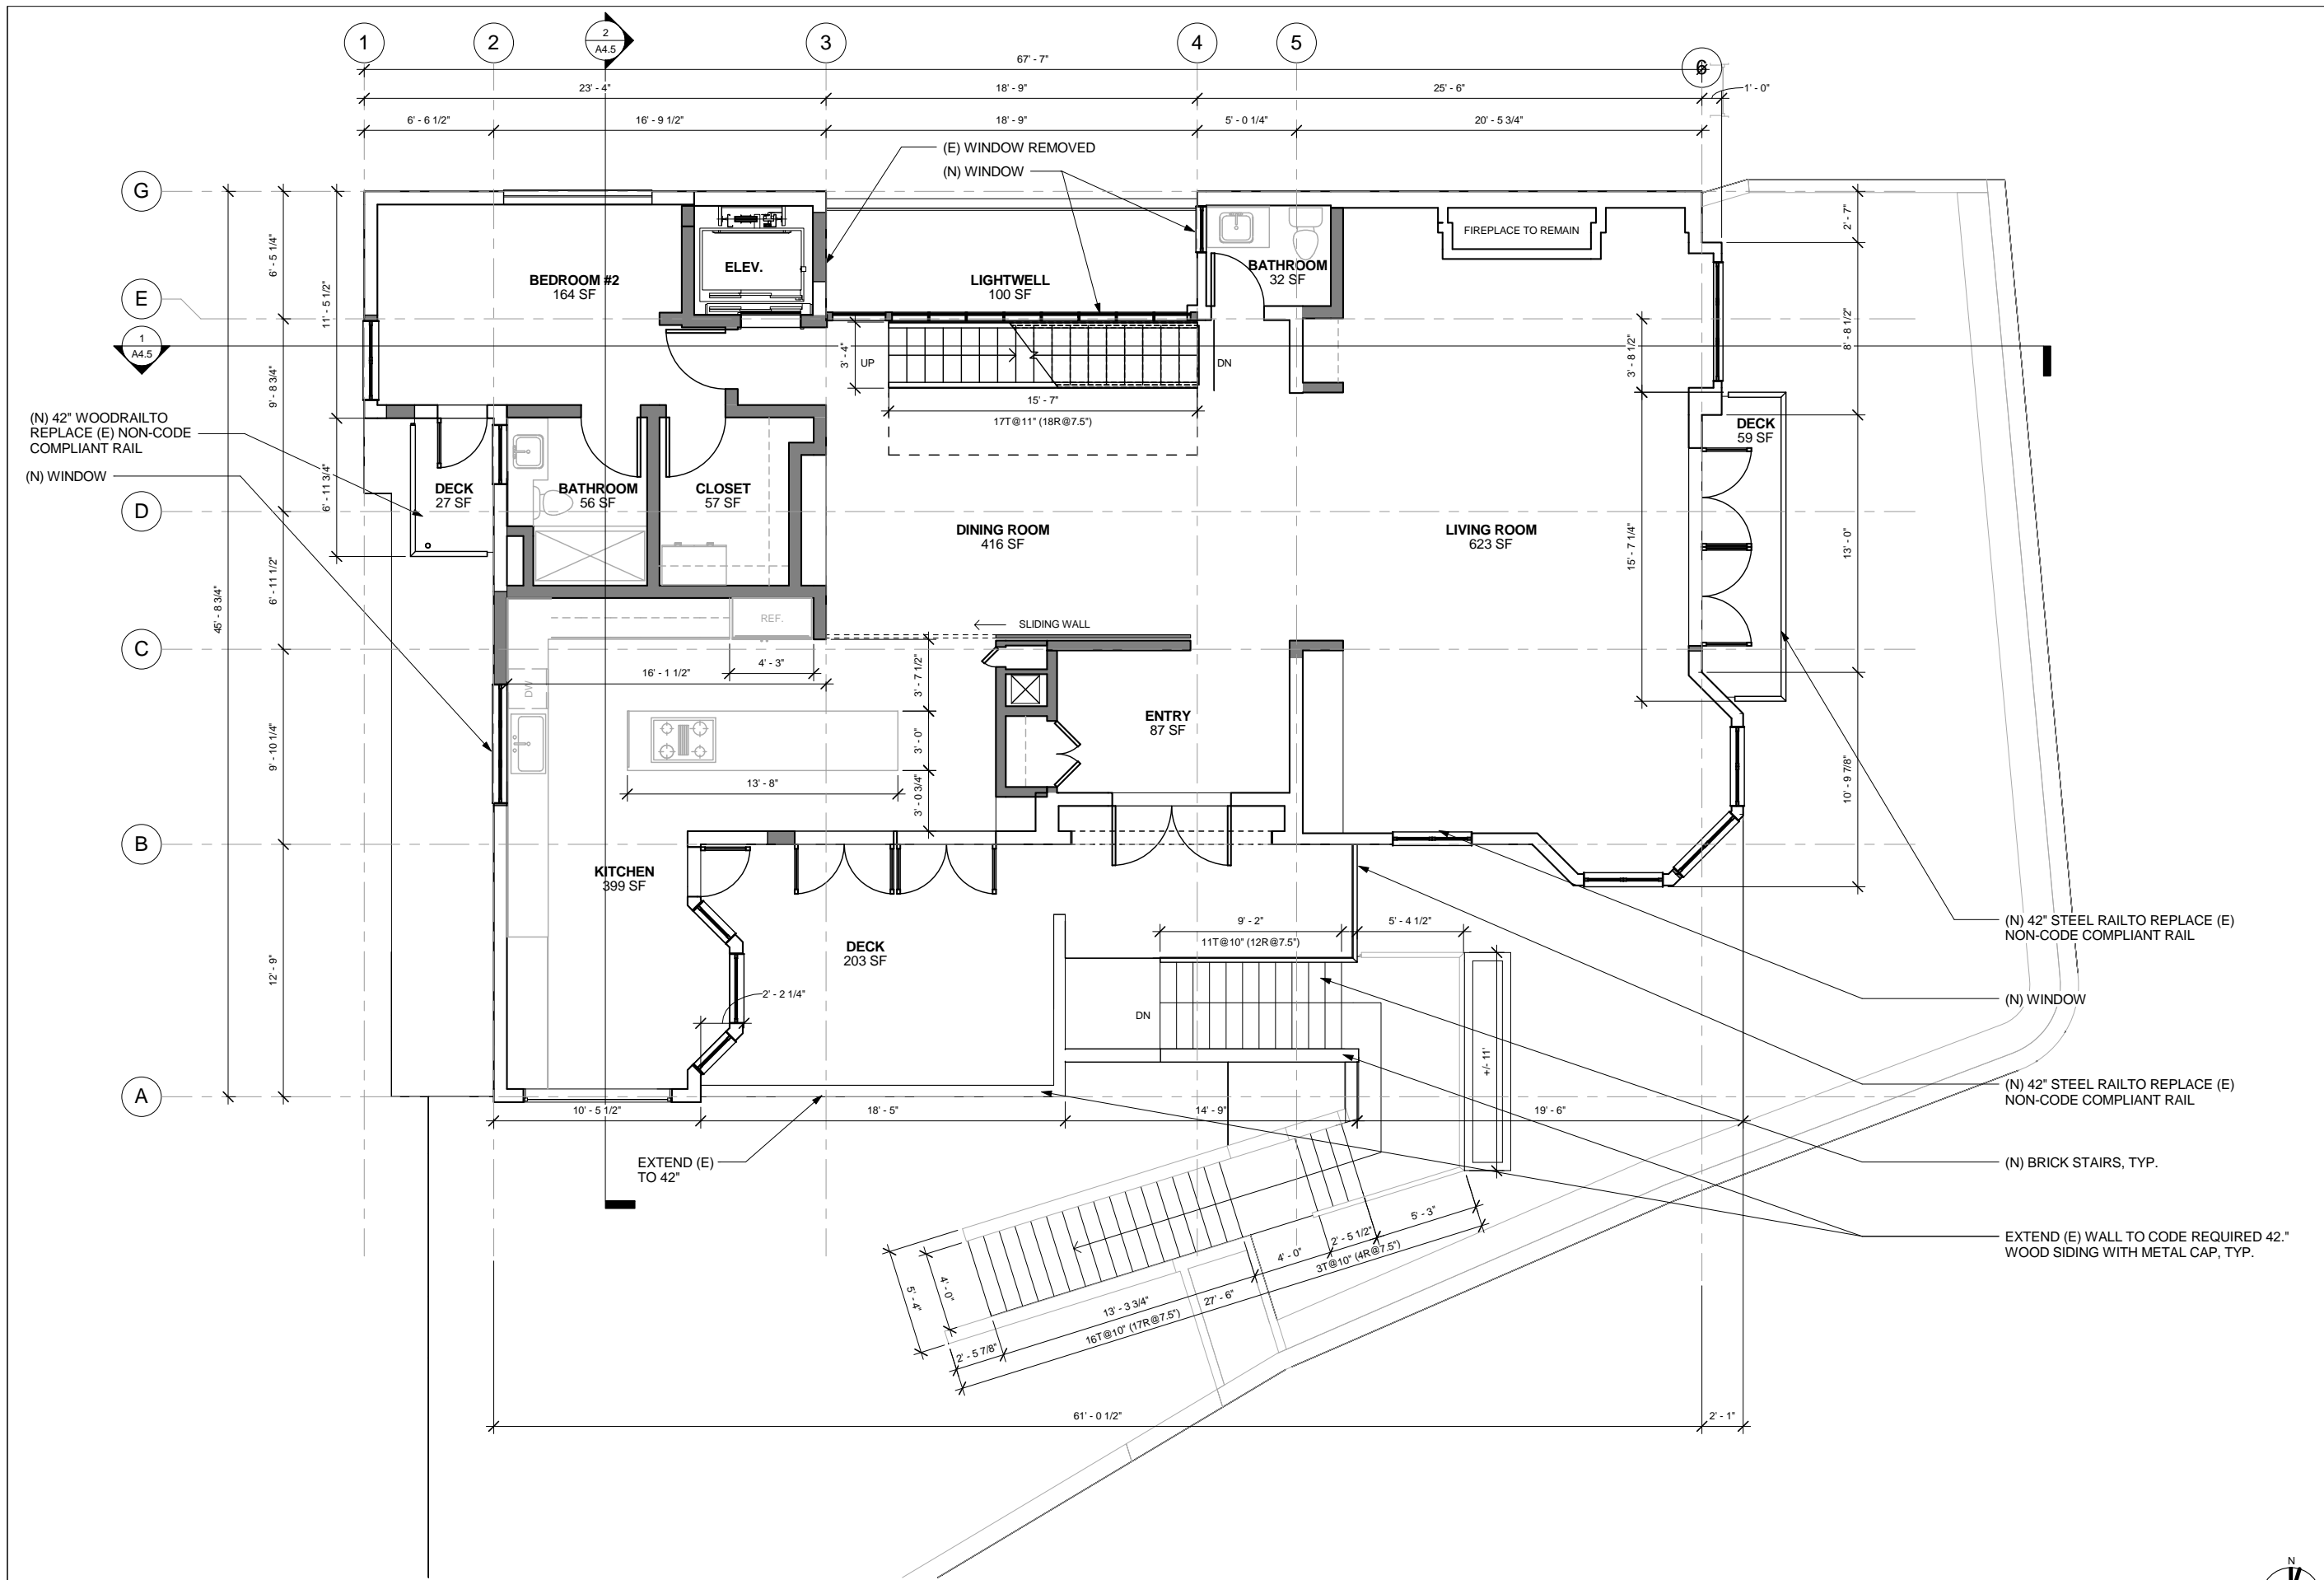 1
2
2
A4.5
3
4
5
6
67' - 7"
23' - 4"
18' - 9"
25' - 6"
1' - 0"
6' - 6 1/2"
16' - 9 1/2"
18' - 9"
5' - 0 1/4"
20' - 5 3/4"
(E) WINDOW REMOVED
(N) WINDOW
G
E
D
C
B
A
1
A4.5
45' - 8 3/4"
6' - 5 1/4"
9' - 8 3/4"
6' - 11 1/2"
9' - 10 1/4"
12' - 9"
11' - 5 1/2"
6' - 11 3/4"
(N) 42" WOODRAILTO
REPLACE (E) NON-CODE
COMPLIANT RAIL
(N) WINDOW
BEDROOM #2
164 SF
ELEV.
LIGHTWELL
100 SF
BATHROOM
32 SF
FIREPLACE TO REMAIN
2' - 7"
8' - 8 1/2"
13' - 0"
10' - 9 7/8"
3' - 8 1/2"
15' - 7 1/4"
3' - 4"
UP
DN
15' - 7"
17T@11" (18R@7.5")
DECK
59 SF
DECK
27 SF
BATHROOM
56 SF
CLOSET
57 SF
DINING ROOM
416 SF
LIVING ROOM
623 SF
REF.
SLIDING WALL
4' - 3"
16' - 1 1/2"
DW
3' - 7 1/2"
3' - 0"
3' - 0 3/4"
13' - 8"
ENTRY
87 SF
KITCHEN
399 SF
DECK
203 SF
2' - 2 1/4"
9' - 2"
11T@10" (12R@7.5")
5' - 4 1/2"
DN
+/- 11'
10' - 5 1/2"
18' - 5"
14' - 9"
19' - 6"
EXTEND (E)
TO 42"
5' - 4"
4' - 0"
2' - 5 7/8"
13' - 3 3/4"
16T@10" (17R@7.5")
27' - 6"
4' - 0"
2' - 5 1/2"
3T@10" (4R@7.5")
5' - 3"
61' - 0 1/2"
2' - 1"
(N) 42" STEEL RAILTO REPLACE (E)
NON-CODE COMPLIANT RAIL
(N) WINDOW
(N) 42" STEEL RAILTO REPLACE (E)
NON-CODE COMPLIANT RAIL
(N) BRICK STAIRS, TYP.
EXTEND (E) WALL TO CODE REQUIRED 42."
WOOD SIDING WITH METAL CAP, TYP.
N